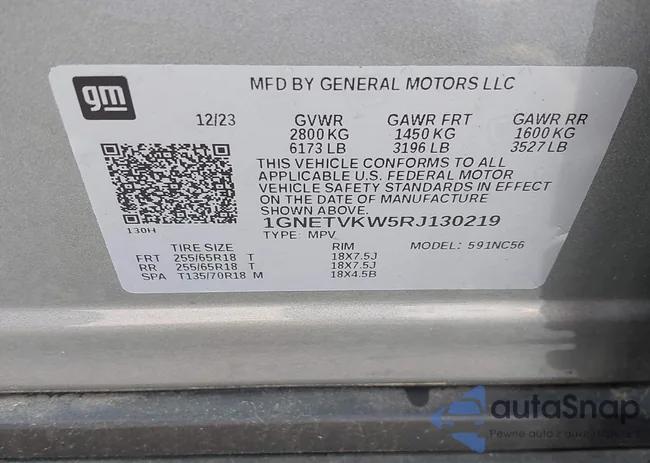 gm
MFD BY GENERAL MOTORS LLC
12/23 GVWR GAWR FRT GAWR RR
2800 KG 1450 KG 1600 KG
6173 LB 3196 LB 3527 LB
THIS VEHICLE CONFORMS TO ALL
APPLICABLE U.S. FEDERAL MOTOR
VEHICLE SAFETY STANDARDS IN EFFECT
ON THE DATE OF MANUFACTURE
SHOWN ABOVE.
130H
1GNETVKW5RJ130219
TYPE: MPV MODEL: 591NC56
TIRE SIZE RIM
FRT 255/65R18 T 18X7.5J
RR 255/65R18 T 18X7.5J
SPA T135/70R18 M 18X4.5B
autaSnap
Pewne auto z